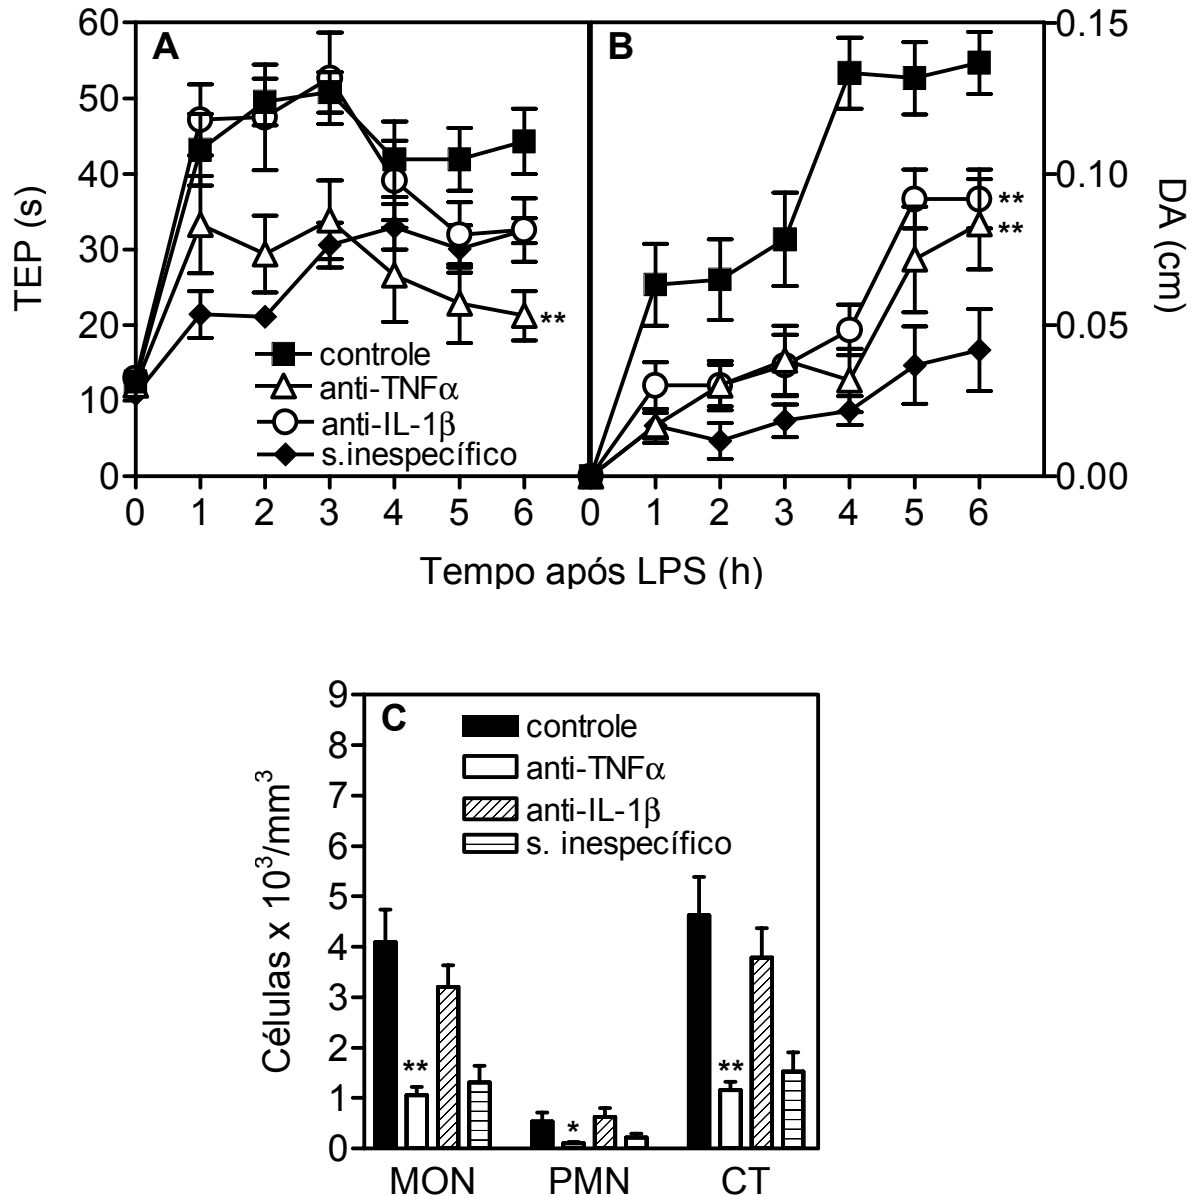 A
B
60
50
40
30
20
10
0
TEP (s)
0.15
0.10
0.05
0.00
DA (cm)
**
**
**
controle
anti-TNFα
anti-IL-1β
s.inespecífico
0 1 2 3 4 5 6
0 1 2 3 4 5 6
Tempo após LPS (h)
C
9
8
7
6
5
4
3
2
1
0
Células x 10³/mm³
controle
anti-TNFα
anti-IL-1β
s. inespecífico
**
*
**
MON PMN CT